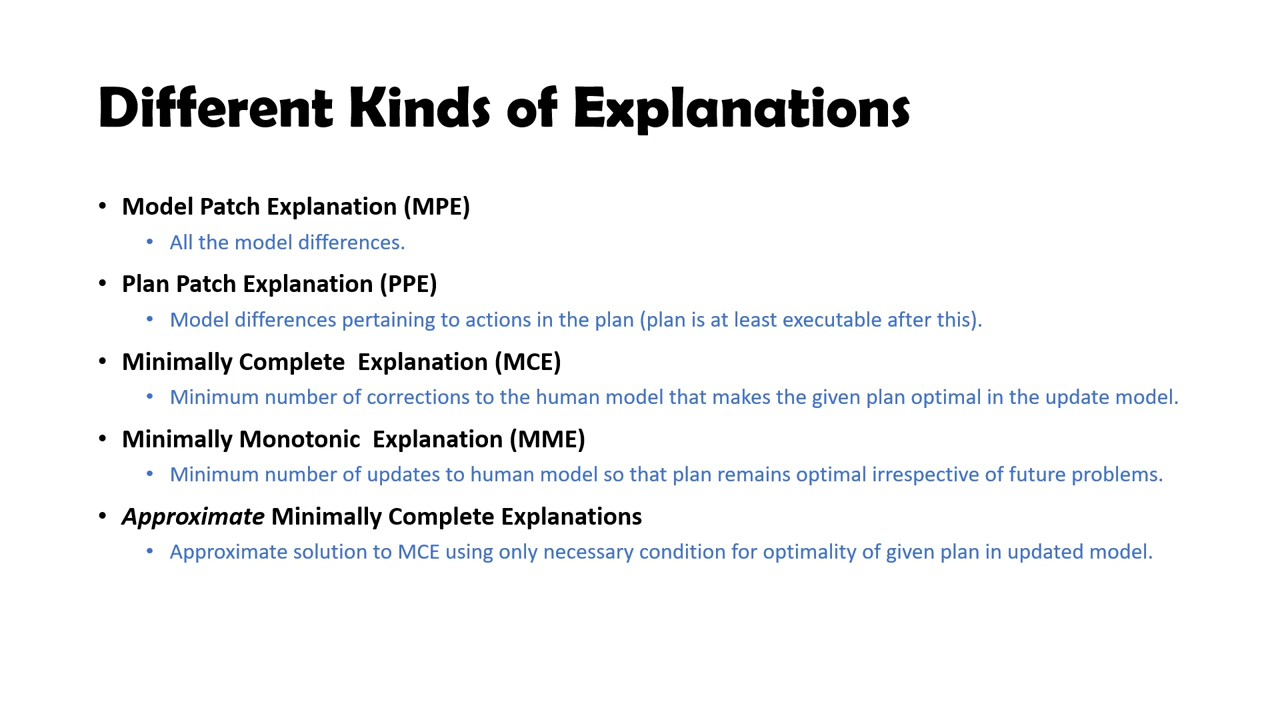 Different Kinds of Explanations
• Model Patch Explanation (MPE)
• All the model differences.
• Plan Patch Explanation (PPE)
• Model differences pertaining to actions in the plan (plan is at least executable after this).
• Minimally Complete  Explanation (MCE)
• Minimum number of corrections to the human model that makes the given plan optimal in the update model.
• Minimally Monotonic  Explanation (MME)
• Minimum number of updates to human model so that plan remains optimal irrespective of future problems.
• Approximate Minimally Complete Explanations
• Approximate solution to MCE using only necessary condition for optimality of given plan in updated model.